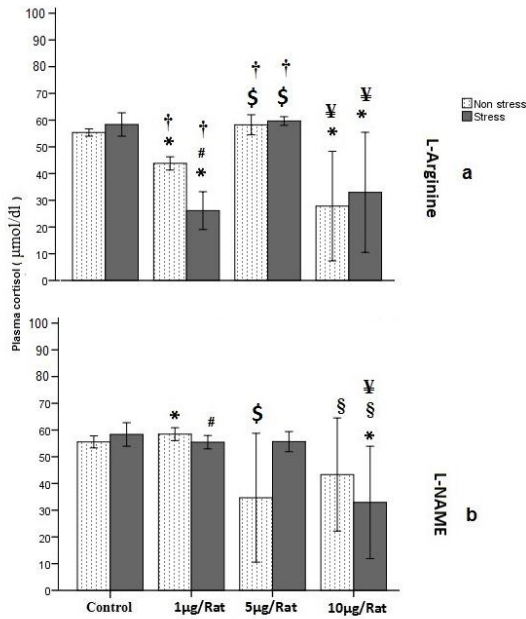 100
90
80
70
60
50
40
30
20
10
0
† † † †
* # * $ $ ¥ * ¥ *
Non stress
Stress
L-Arginine
a
Plasma cortisol ( μmol/dl )
100
90
80
70
60
50
40
30
20
10
0
* # $ § ¥ § *
L-NAME
b
Control 1μg/Rat 5μg/Rat 10μg/Rat